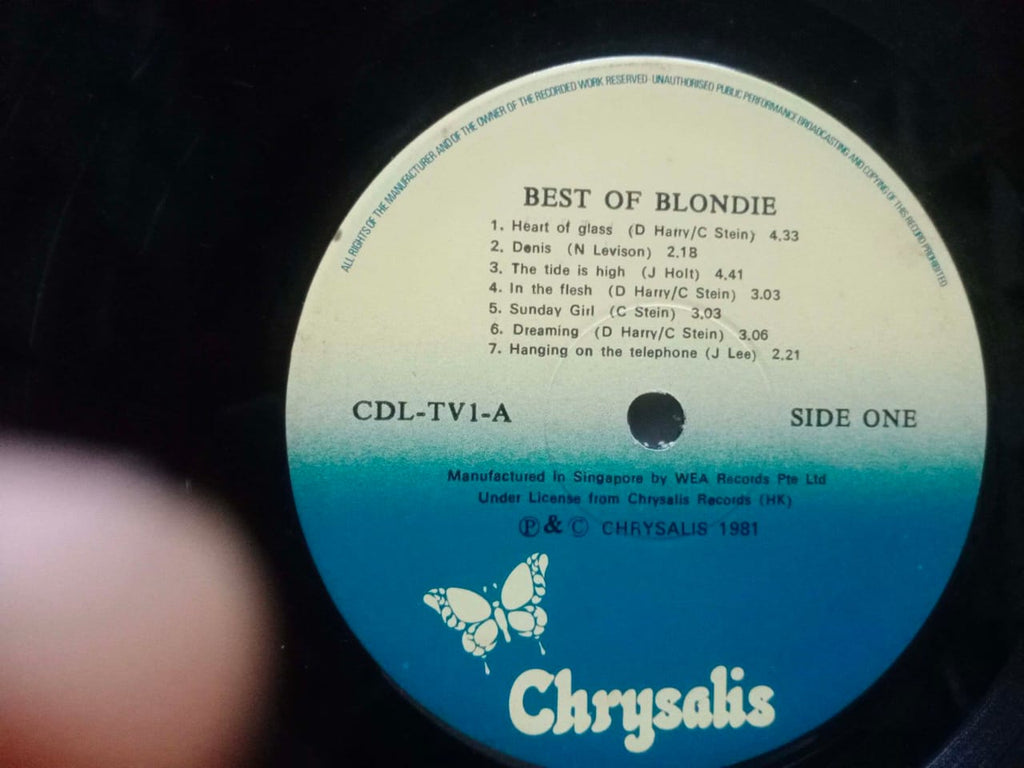 ALL RIGHTS OF THE MANUFACTURER AND OF THE OWNER OF THE RECORDED WORK RESERVED·UNAUTHORISED PUBLIC PERFORMANCE BROADCASTING AND COPYING OF THIS RECORD PROHIBITED
BEST OF BLONDIE
1. Heart of glass (D Harry/C Stein) 4.33
2. Denis (N Levison) 2.18
3. The tide is high (J Holt) 4.41
4. In the flesh (D Harry/C Stein) 3.03
5. Sunday Girl (C Stein) 3.03
6. Dreaming (D Harry/C Stein) 3.06
7. Hanging on the telephone (J Lee) 2.21
CDL-TV1-A SIDE ONE
Manufactured in Singapore by WEA Records Pte Ltd
Under License from Chrysalis Records (HK)
Ⓟ & © CHRYSALIS 1981
Chrysalis